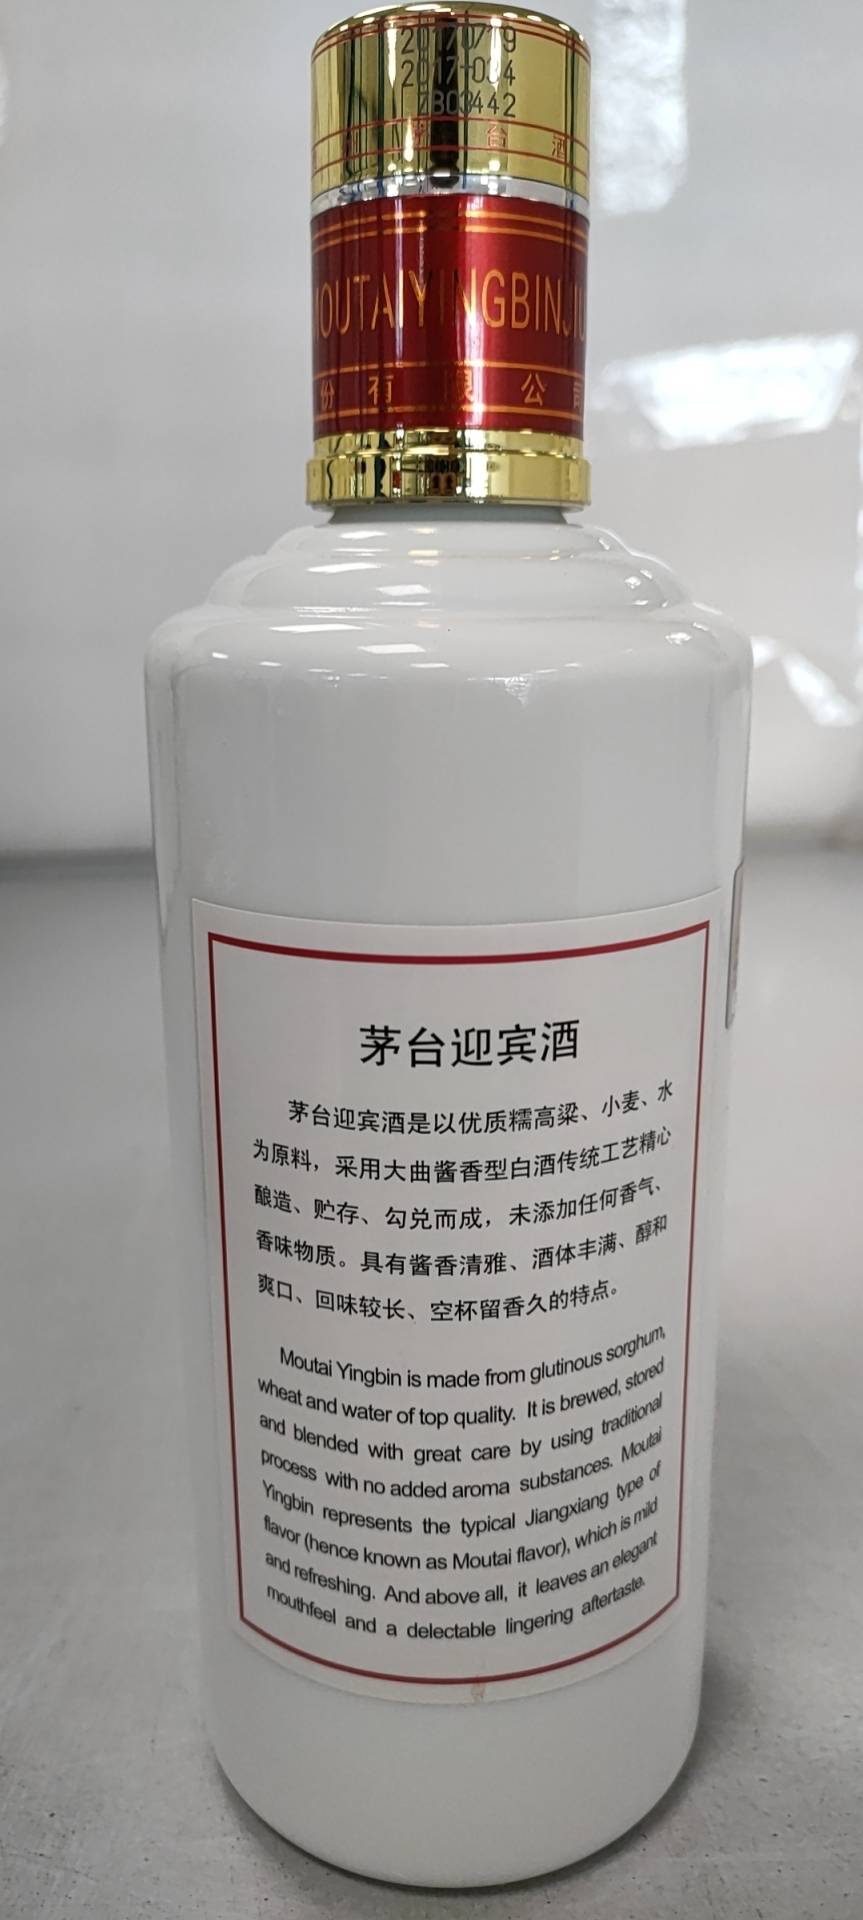 20170719
2017-034
7B03442
台 酒
MOUTAIYINGBINJIU
份有限公司
茅台迎宾酒
茅台迎宾酒是以优质糯高粱、小麦、水
为原料，采用大曲酱香型白酒传统工艺精心
酿造、贮存、勾兑而成，未添加任何香气、
香味物质。具有酱香清雅、酒体丰满、醇和
爽口、回味较长、空杯留香久的特点。
Moutai Yingbin is made from glutinous sorghum,
wheat and water of top quality. It is brewed, stored
and blended with great care by using traditional
process with no added aroma substances. Moutai
Yingbin represents the typical Jiangxiang type of
flavor (hence known as Moutai flavor), which is mild
and refreshing. And above all, it leaves an elegant
mouthfeel and a delectable lingering aftertaste.